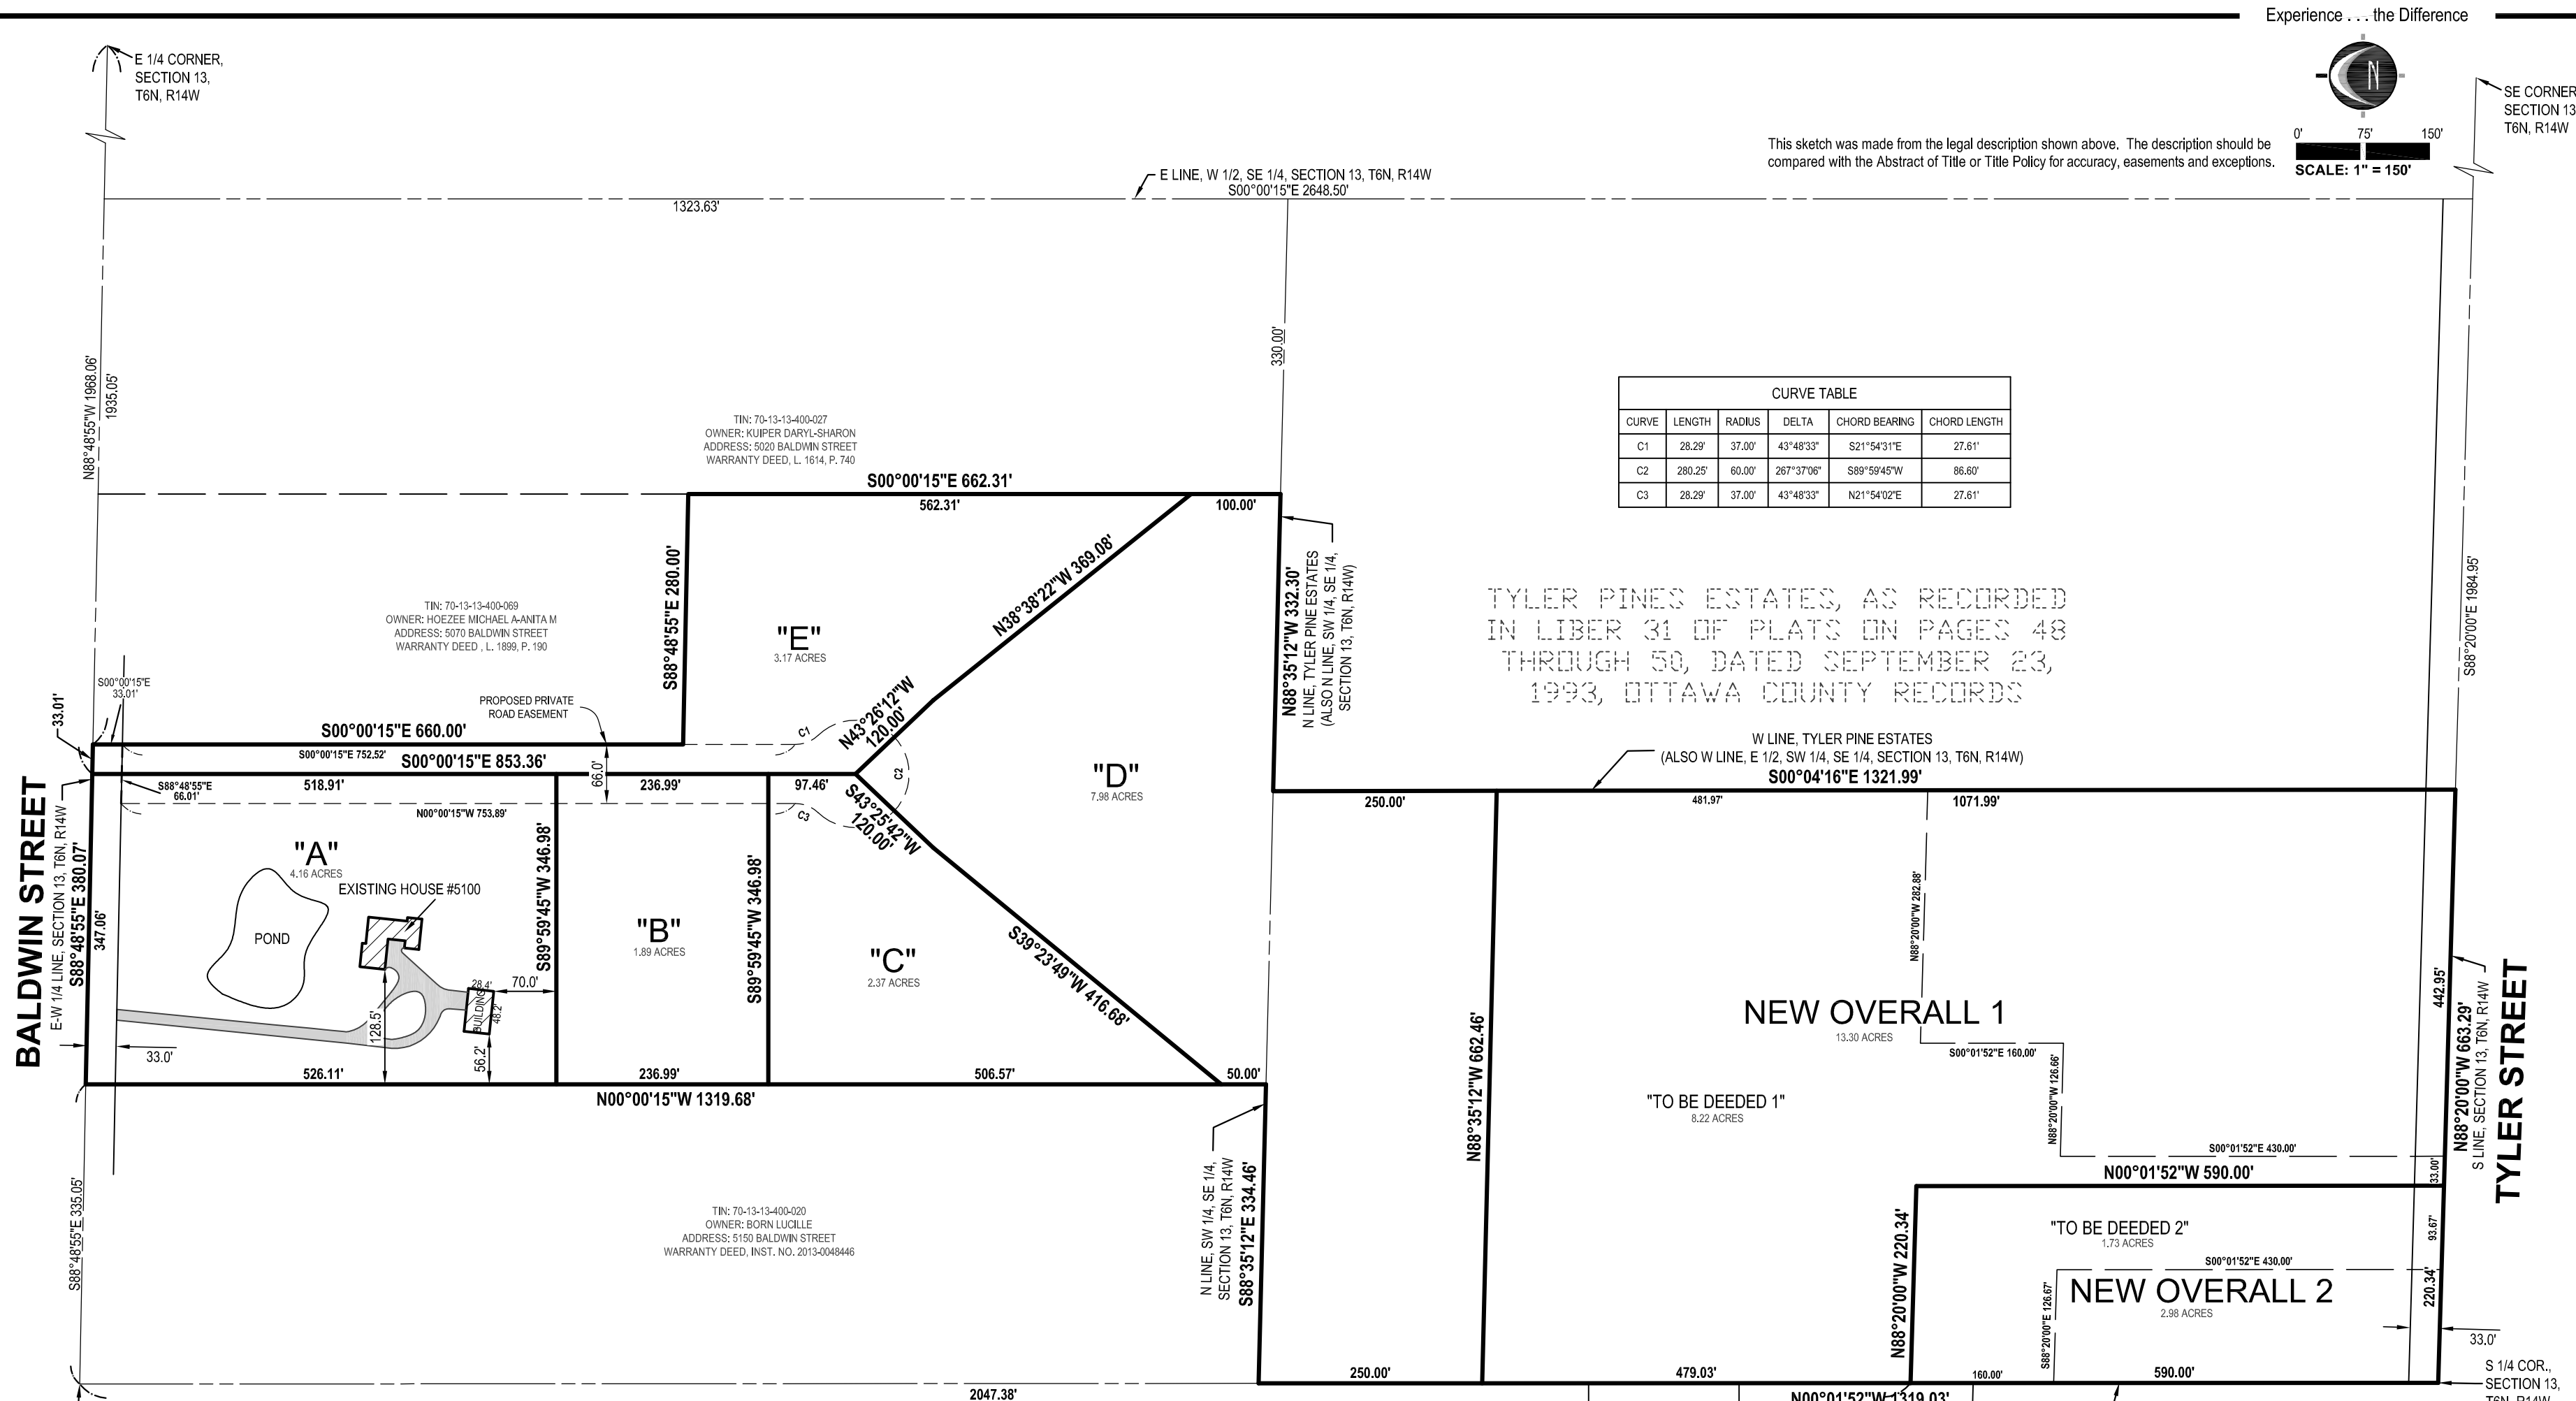 Experience . . . the Difference
E 1/4 CORNER,
SECTION 13,
T6N, R14W
N
SE CORNER
SECTION 13
T6N, R14W
This sketch was made from the legal description shown above. The description should be
compared with the Abstract of Title or Title Policy for accuracy, easements and exceptions.
0' 75' 150'
SCALE: 1" = 150'
E LINE, W 1/2, SE 1/4, SECTION 13, T6N, R14W
S00°00'15"E 2648.50'
1323.63'
330.00'
N88°48'55"W 1968.06'
1935.05'
CURVE TABLE
CURVE LENGTH RADIUS DELTA CHORD BEARING CHORD LENGTH
C1 28.29' 37.00' 43°48'33" S21°54'31"E 27.61'
C2 280.25' 60.00' 267°37'06" S89°59'45"W 86.60'
C3 28.29' 37.00' 43°48'33" N21°54'02"E 27.61'
TIN: 70-13-13-400-027
OWNER: KUIPER DARYL-SHARON
ADDRESS: 5020 BALDWIN STREET
WARRANTY DEED, L. 1614, P. 740
S00°00'15"E 662.31'
562.31'
100.00'
N38°38'22"W 369.08'
S88°48'55"E 280.00'
"E"
3.17 ACRES
N88°35'12"W 332.30'
N LINE, TYLER PINE ESTATES
(ALSO N LINE, SW 1/4, SE 1/4,
SECTION 13, T6N, R14W)
TYLER PINES ESTATES, AS RECORDED
IN LIBER 31 OF PLATS ON PAGES 48
THROUGH 50, DATED SEPTEMBER 23,
1993, OTTAWA COUNTY RECORDS
S88°20'00"E 1984.95'
TIN: 70-13-13-400-069
OWNER: HOEZEE MICHAEL A-ANITA M
ADDRESS: 5070 BALDWIN STREET
WARRANTY DEED , L. 1899, P. 190
S00°00'15"E
33.01'
33.01'
PROPOSED PRIVATE
ROAD EASEMENT
S00°00'15"E 660.00'
S00°00'15"E 752.52'
S00°00'15"E 853.36'
66.0'
C1
N43°26'12"W
120.00'
C2
S43°25'42"W
120.00'
C3
"D"
7.98 ACRES
W LINE, TYLER PINE ESTATES
(ALSO W LINE, E 1/2, SW 1/4, SE 1/4, SECTION 13, T6N, R14W)
S00°04'16"E 1321.99'
250.00'
481.97'
1071.99'
S88°48'55"E
66.01'
518.91'
236.99'
97.46'
N00°00'15"W 753.89'
BALDWIN STREET
E-W 1/4 LINE, SECTION 13, T6N, R14W
S88°48'55"E 380.07'
347.06'
"A"
4.16 ACRES
EXISTING HOUSE #5100
POND
S89°59'45"W 346.98'
"B"
1.89 ACRES
S89°59'45"W 346.98'
"C"
2.37 ACRES
S39°23'49"W 416.68'
28.4'
BUILDING
48.2'
70.0'
128.5'
56.2'
33.0'
526.11'
236.99'
506.57'
50.00'
N00°00'15"W 1319.68'
N88°20'00"W 282.88'
NEW OVERALL 1
13.30 ACRES
S00°01'52"E 160.00'
N88°20'00"W 126.66'
"TO BE DEEDED 1"
8.22 ACRES
N88°35'12"W 662.46'
442.95'
N88°20'00"W 663.29'
S LINE, SECTION 13, T6N, R14W
TYLER STREET
S00°01'52"E 430.00'
N00°01'52"W 590.00'
33.00'
S88°48'55"E 335.05'
TIN: 70-13-13-400-020
OWNER: BORN LUCILLE
ADDRESS: 5150 BALDWIN STREET
WARRANTY DEED, INST. NO. 2013-0048446
N LINE, SW 1/4, SE 1/4,
SECTION 13, T6N, R14W
S88°35'12"E 334.46'
N88°20'00"W 220.34'
"TO BE DEEDED 2"
1.73 ACRES
93.67'
S00°01'52"E 430.00'
NEW OVERALL 2
2.98 ACRES
S88°20'00"E 126.67'
220.34'
33.0'
2047.38'
250.00'
479.03'
160.00'
590.00'
N00°01'52"W 1319.03'
S 1/4 COR.,
SECTION 13,
T6N, R14W